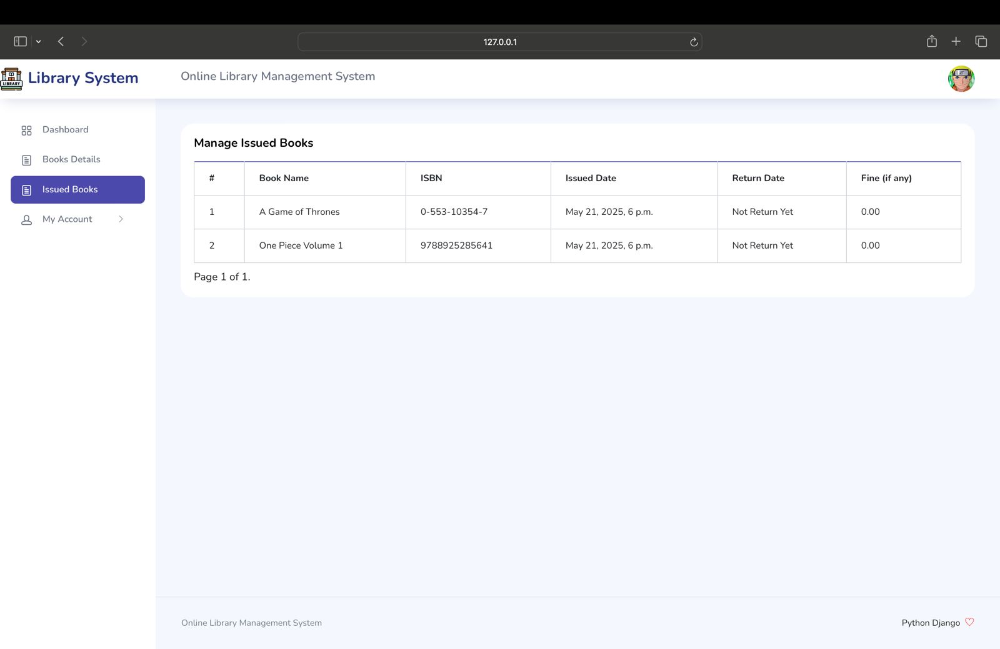 127.0.0.1
LIBRARY
Library System
Online Library Management System
Dashboard
Books Details
Issued Books
My Account
Manage Issued Books
# Book Name ISBN Issued Date Return Date Fine (if any)
1 A Game of Thrones 0-553-10354-7 May 21, 2025, 6 p.m. Not Return Yet 0.00
2 One Piece Volume 1 9788925285641 May 21, 2025, 6 p.m. Not Return Yet 0.00
Page 1 of 1.
Online Library Management System
Python Django